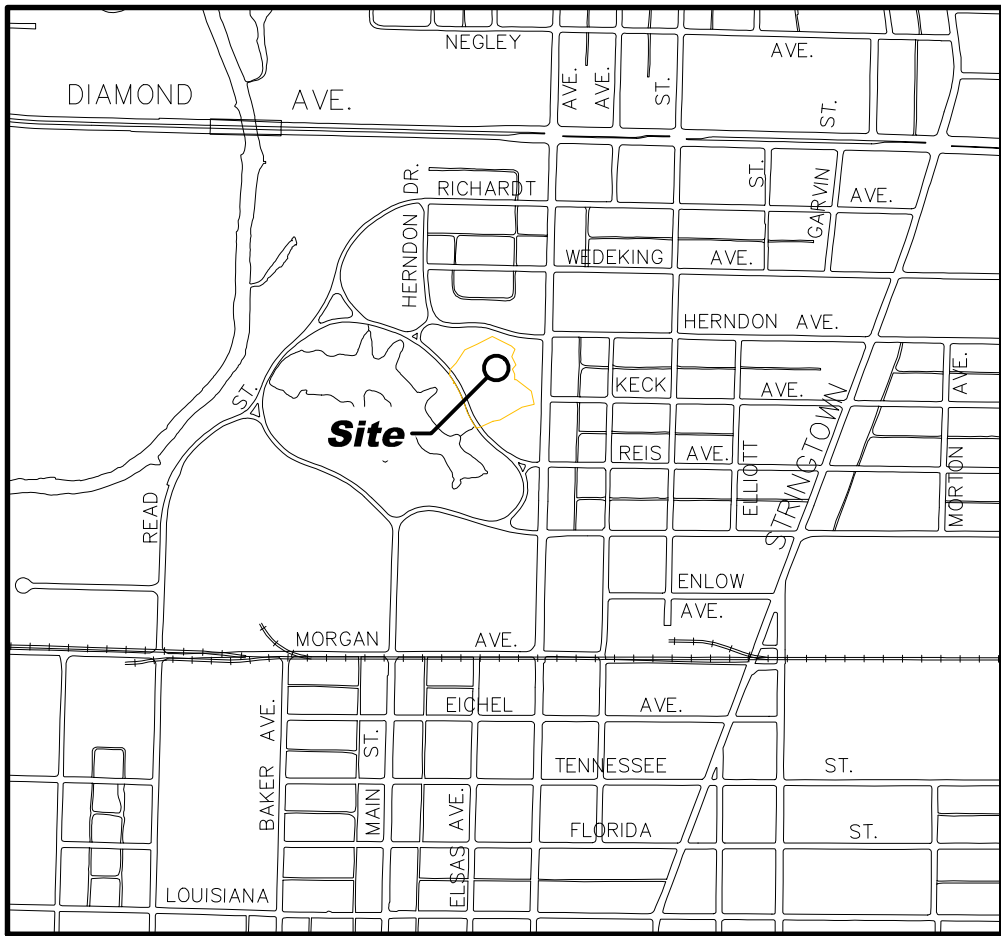 NEGLEY AVE.
DIAMOND AVE.
AVE.
AVE.
ST.
ST.
HERNDON DR.
RICHARDT AVE.
ST.
GARVIN
WEDEKING AVE.
HERNDON AVE.
KECK AVE.
Site
REIS AVE.
ELLIOTT
STRINGTOWN
MORTON AVE.
READ ST.
ENLOW
AVE.
MORGAN AVE.
EICHEL AVE.
BAKER AVE.
MAIN ST.
ELSAS AVE.
TENNESSEE ST.
FLORIDA ST.
LOUISIANA